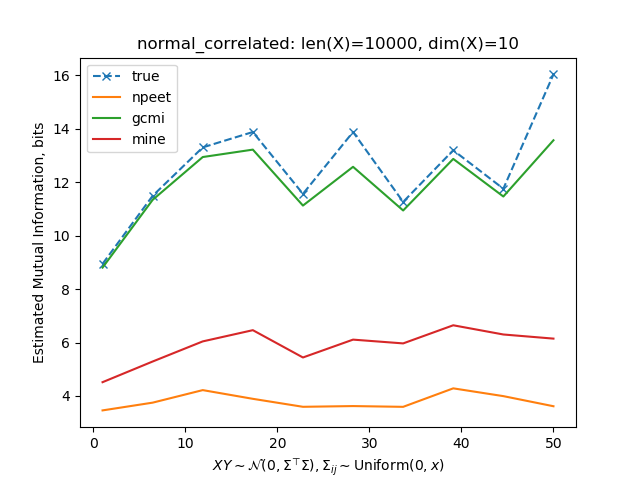 normal_correlated: len(X)=10000, dim(X)=10
true
npeet
gcmi
mine
Estimated Mutual Information, bits
16
14
12
10
8
6
4
0 10 20 30 40 50
XY ~ 𝒩(0, Σ⊤Σ), Σij ~ Uniform(0, x)